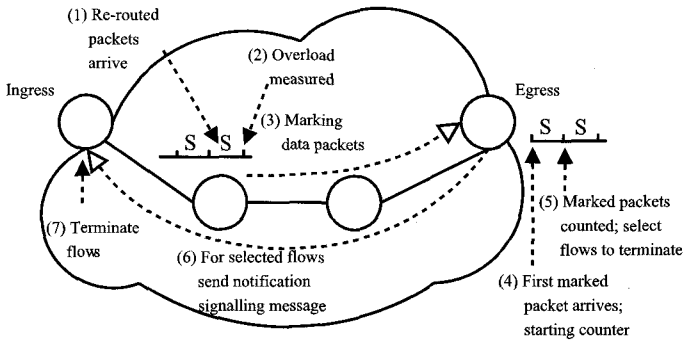 (1) Re-routed
packets
arrive
(2) Overload
measured
Ingress
Egress
(3) Marking
data packets
S S
S S
(5) Marked packets
counted; select
flows to terminate
(7) Terminate
flows
(6) For selected flows
send notification
signalling message
(4) First marked
packet arrives;
starting counter